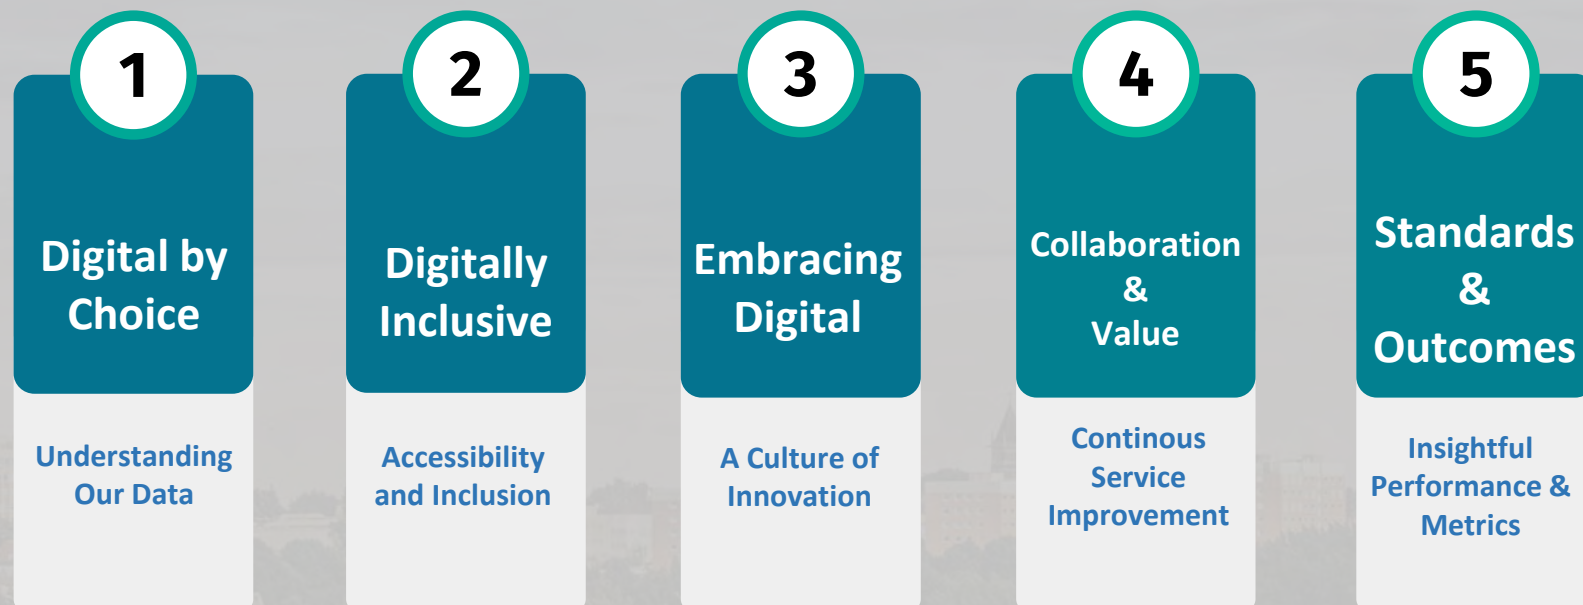 1
Digital by
Choice
Understanding
Our Data
2
Digitally
Inclusive
Accessibility
and Inclusion
3
Embracing
Digital
A Culture of
Innovation
4
Collaboration
&
Value
Continous
Service
Improvement
5
Standards
&
Outcomes
Insightful
Performance &
Metrics